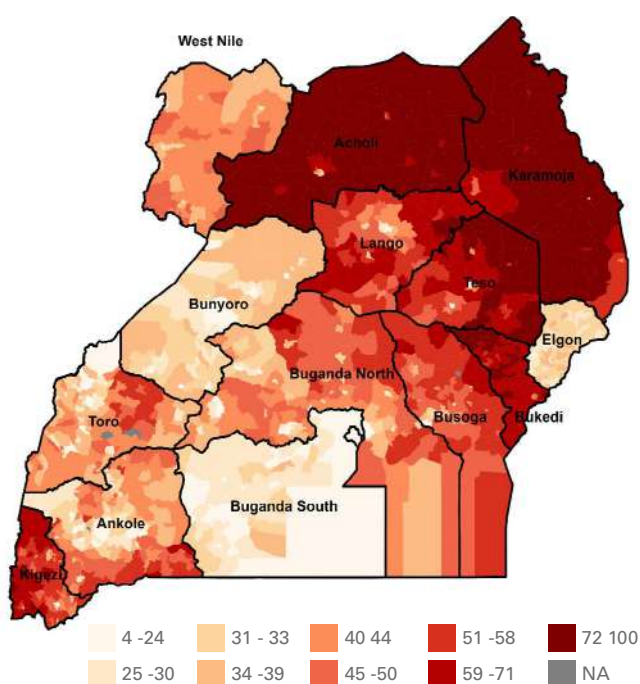 West Nile
Acholi
Karamoja
Lango
Teso
Bunyoro
Elgon
Buganda North
Toro
Busoga
Bukedi
Buganda South
Ankole
Kigezi
4 -24
31 - 33
40 44
51 -58
72 100
25 -30
34 -39
45 -50
59 -71
NA